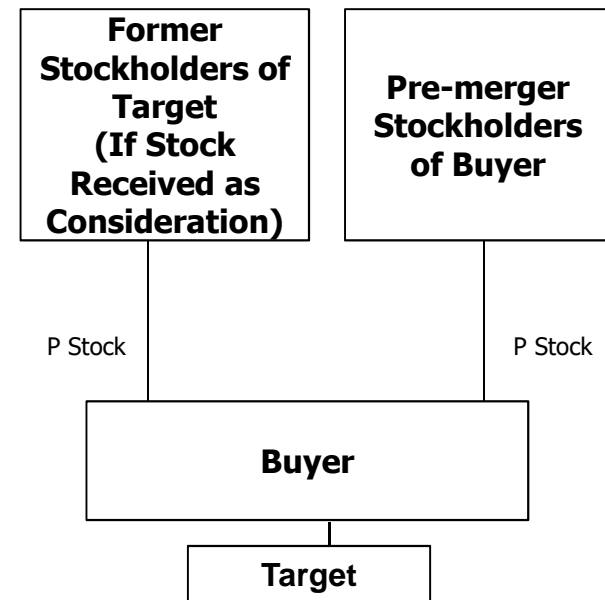 Former
Stockholders of
Target
(If Stock
Received as
Consideration)
Pre-merger
Stockholders
of Buyer
P Stock
P Stock
Buyer
Target